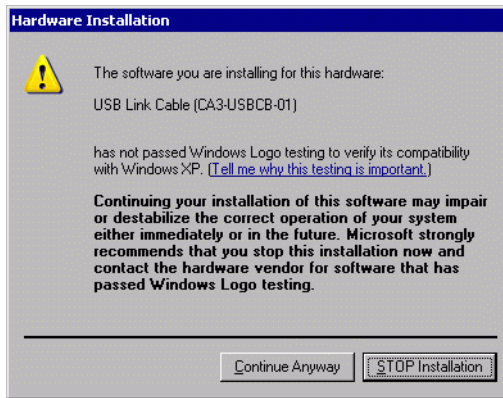 Hardware Installation
The software you are installing for this hardware:
USB Link Cable (CA3-USBCB-01)
has not passed Windows Logo testing to verify its compatibility
with Windows XP. (Tell me why this testing is important.)
Continuing your installation of this software may impair
or destabilize the correct operation of your system
either immediately or in the future. Microsoft strongly
recommends that you stop this installation now and
contact the hardware vendor for software that has
passed Windows Logo testing.
Continue Anyway STOP Installation